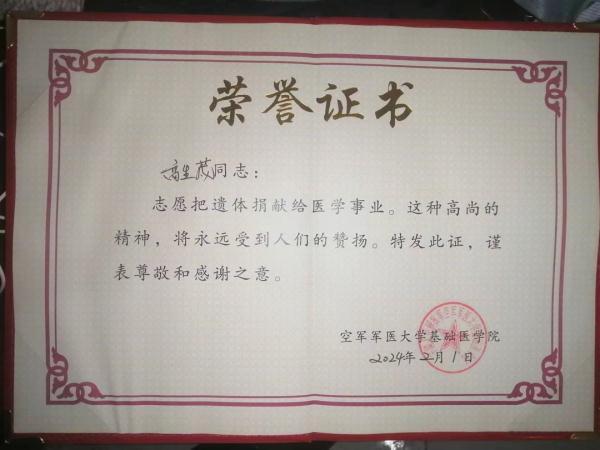 荣誉证书
高生茂同志：
志愿把遗体捐献给医学事业。这种高尚的
精神，将永远受到人们的赞扬。特发此证，谨
表尊敬和感谢之意。
空军军医大学基础医学院
2024年2月1日